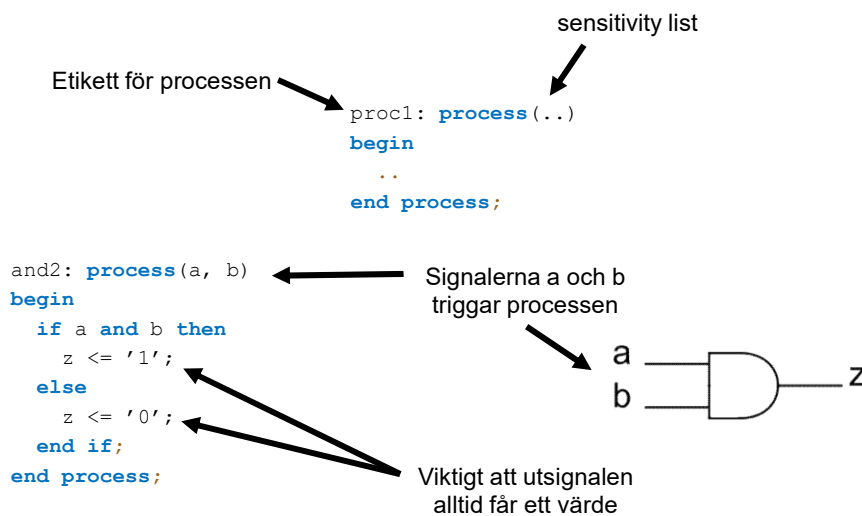 sensitivity list
Etikett för processen
proc1: process(..)
begin
..
end process;
and2: process(a, b)
begin
if a and b then
z <= ’1’;
else
z <= ’0’;
end if;
end process;
Signalerna a och b
triggar processen
a
b
z
Viktigt att utsignalen
alltid får ett värde